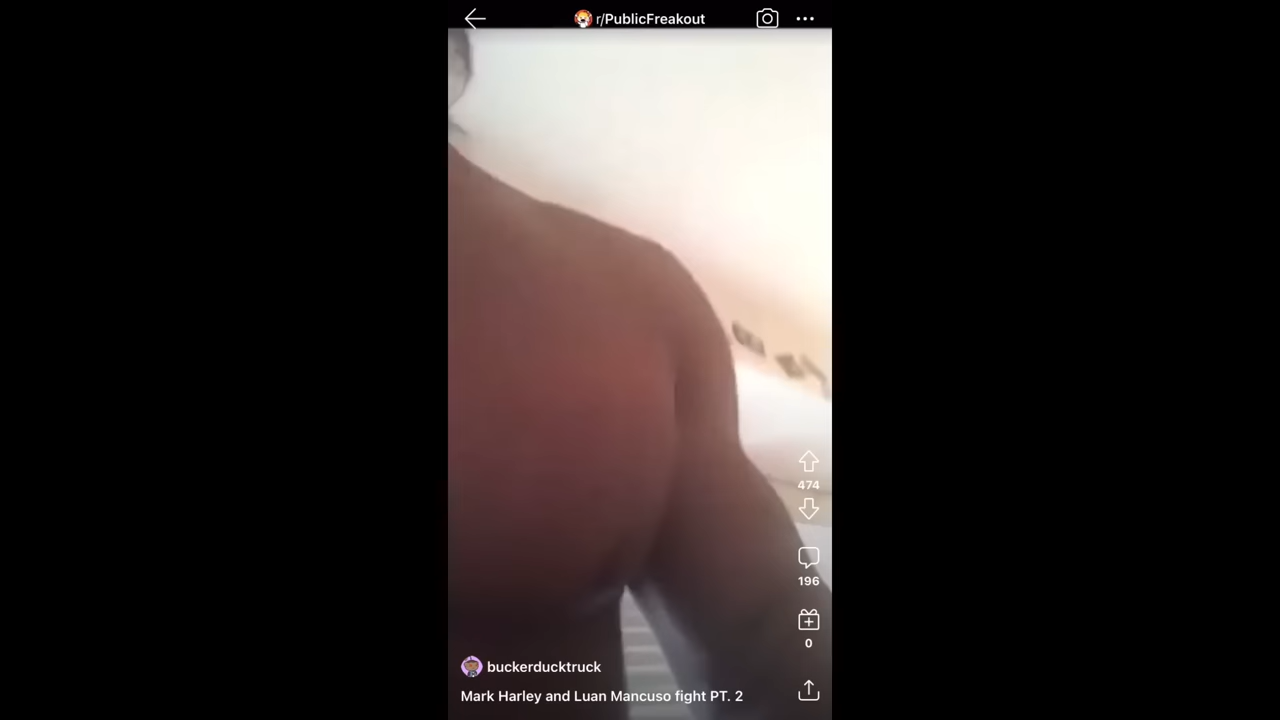 r/PublicFreakout
474
196
0
buckerducktruck
Mark Harley and Luan Mancuso fight PT. 2